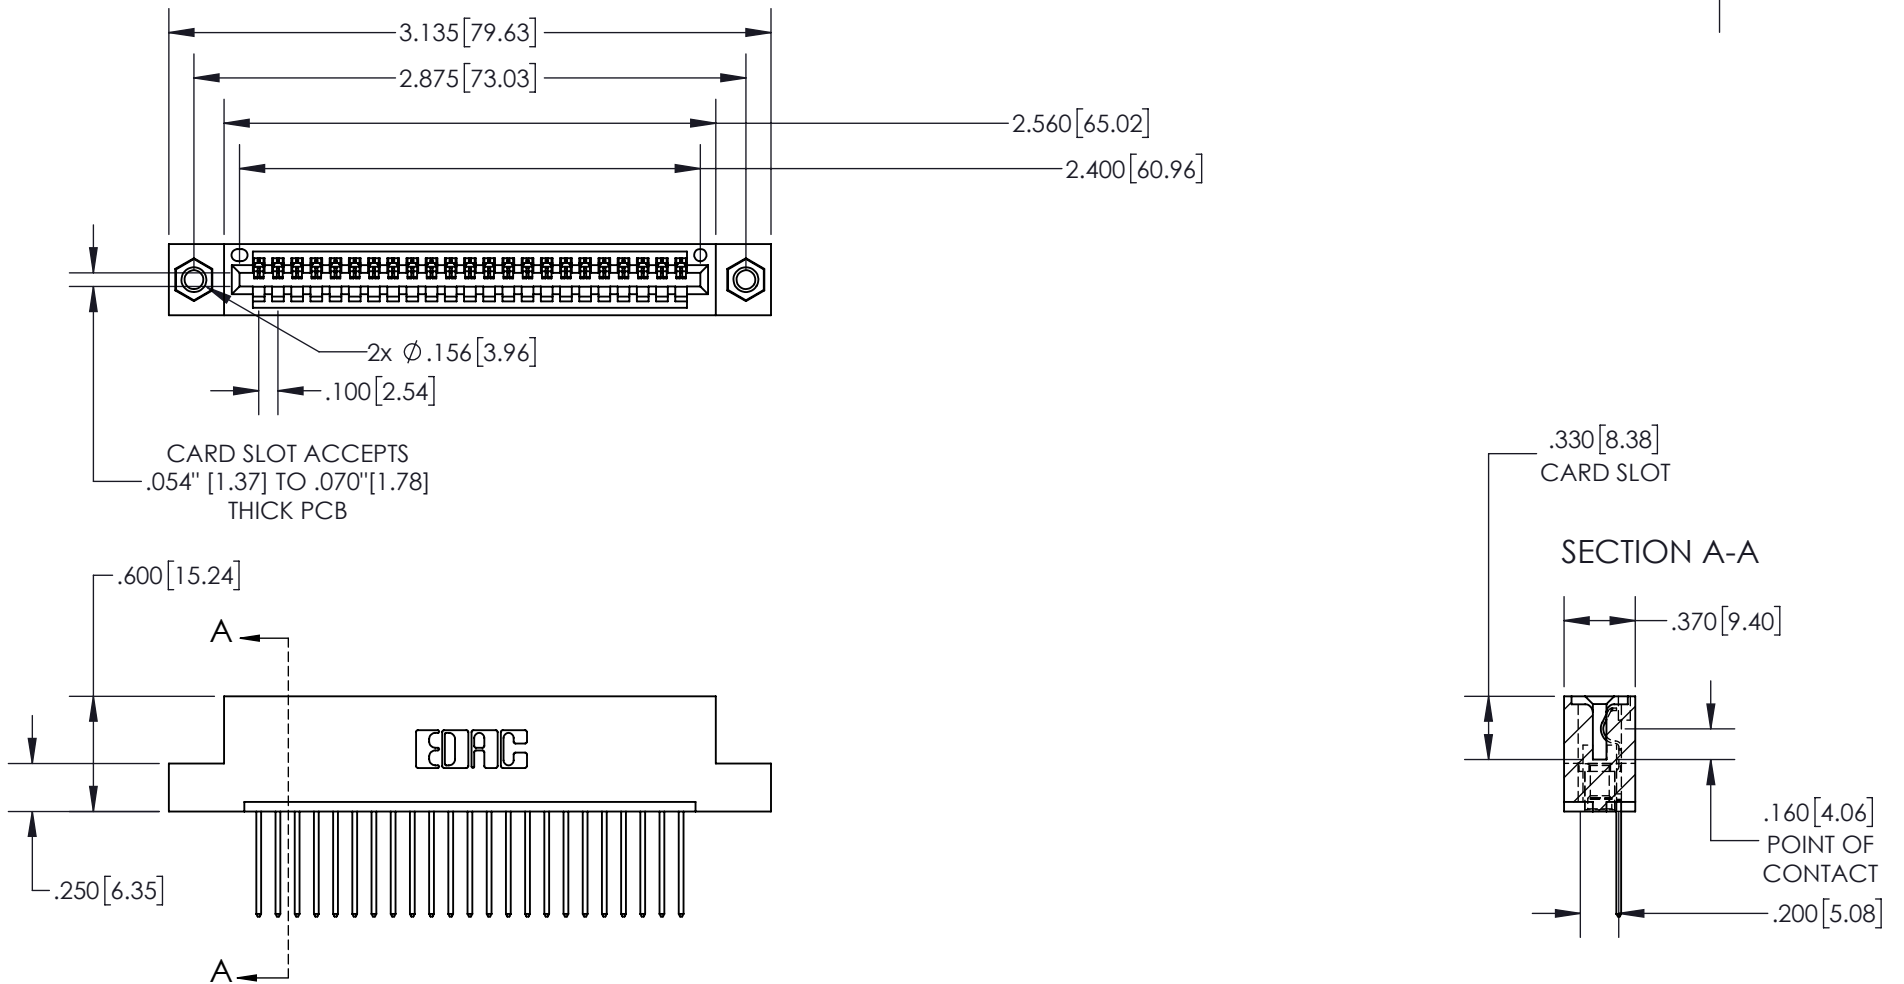 3.135[79.63]
2.875[73.03]
2.560[65.02]
2.400[60.96]
2x Ø.156[3.96]
.100[2.54]
CARD SLOT ACCEPTS
.054" [1.37] TO .070"[1.78]
THICK PCB
.330[8.38]
CARD SLOT
SECTION A-A
.600[15.24]
A
.370[9.40]
EDAC
.160[4.06]
POINT OF
CONTACT
.250[6.35]
.200[5.08]
A